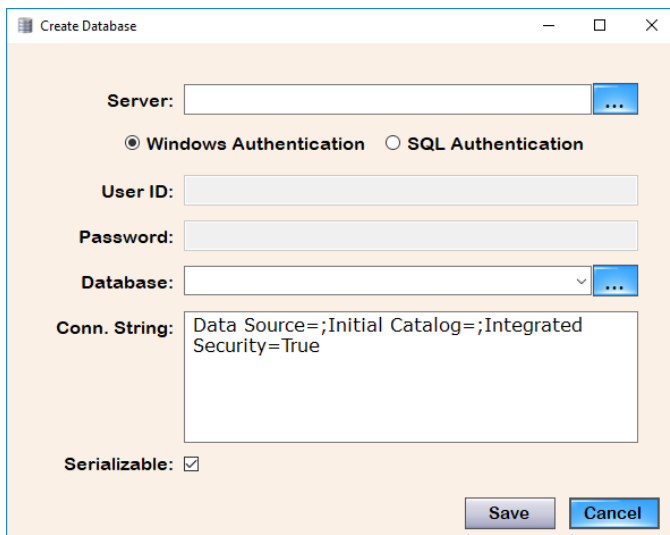 Create Database
Server:
...
Windows Authentication SQL Authentication
User ID:
Password:
Database:
...
Conn. String:
Data Source=;Initial Catalog=;Integrated
Security=True
Serializable:
Save Cancel